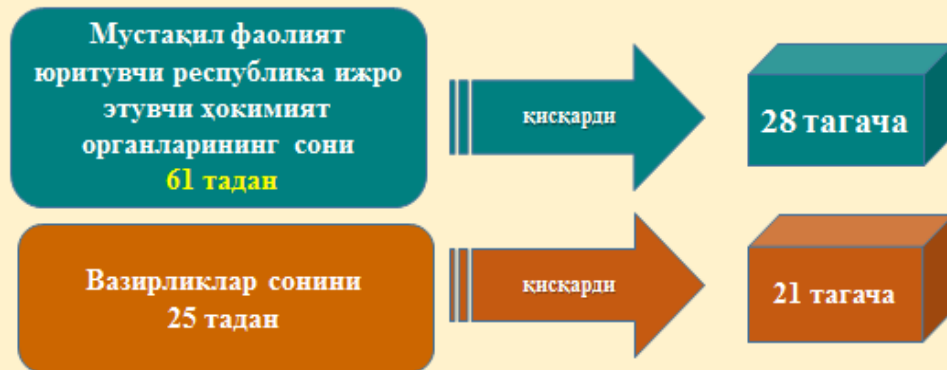 Мустақил фаолият
юритувчи республика ижро
этувчи ҳокимият
органларининг сони
61 тадан
қисқарди
28 тагача
Вазирликлар сонини
25 тадан
қисқарди
21 тагача